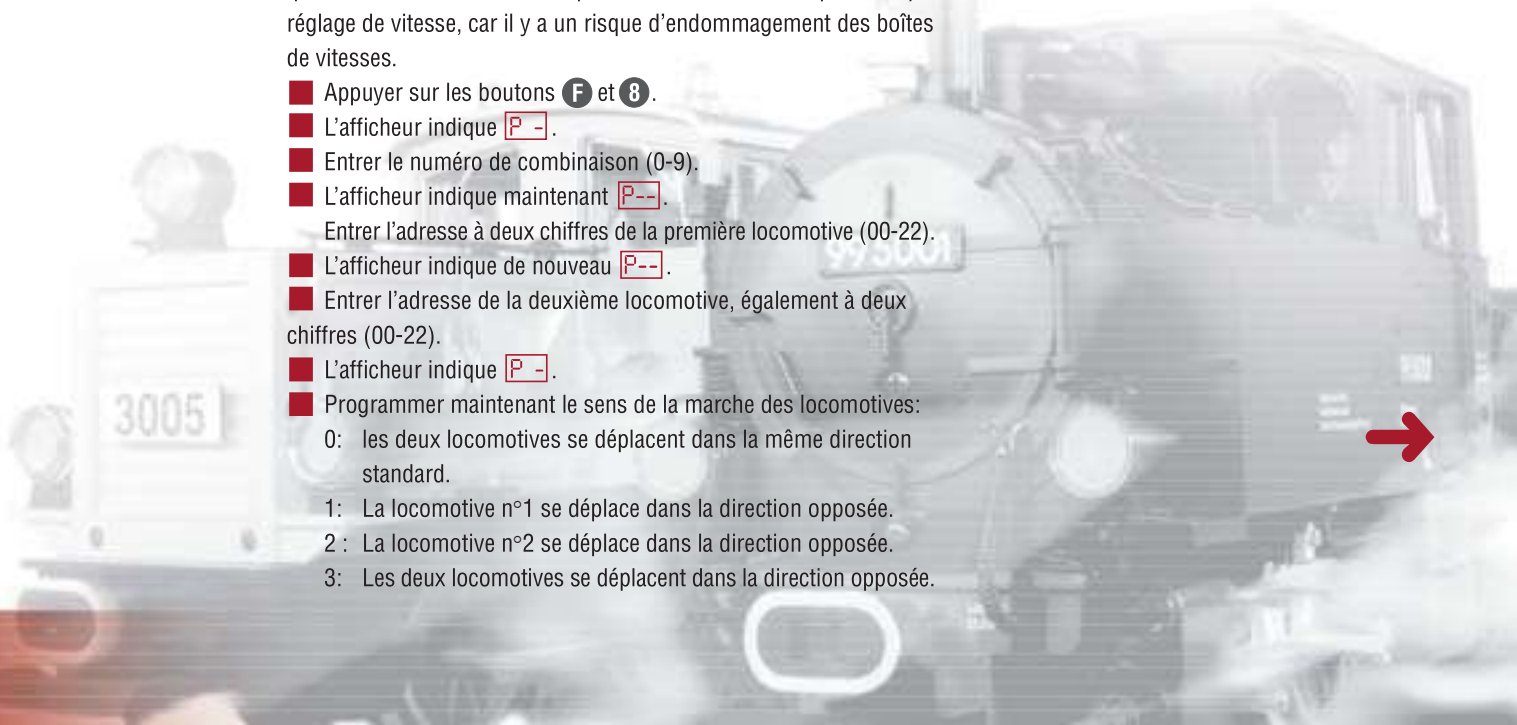 réglage de vitesse, car il y a un risque d'endommagement des boîtes
de vitesses.
Appuyer sur les boutons F et 8.
L'afficheur indique P -.
Entrer le numéro de combinaison (0-9).
L'afficheur indique maintenant P--.
Entrer l'adresse à deux chiffres de la première locomotive (00-22).
L'afficheur indique de nouveau P--.
Entrer l'adresse de la deuxième locomotive, également à deux
chiffres (00-22).
L'afficheur indique P -.
Programmer maintenant le sens de la marche des locomotives:
0: les deux locomotives se déplacent dans la même direction
standard.
1: La locomotive n°1 se déplace dans la direction opposée.
2 : La locomotive n°2 se déplace dans la direction opposée.
3: Les deux locomotives se déplacent dans la direction opposée.
993001
3005